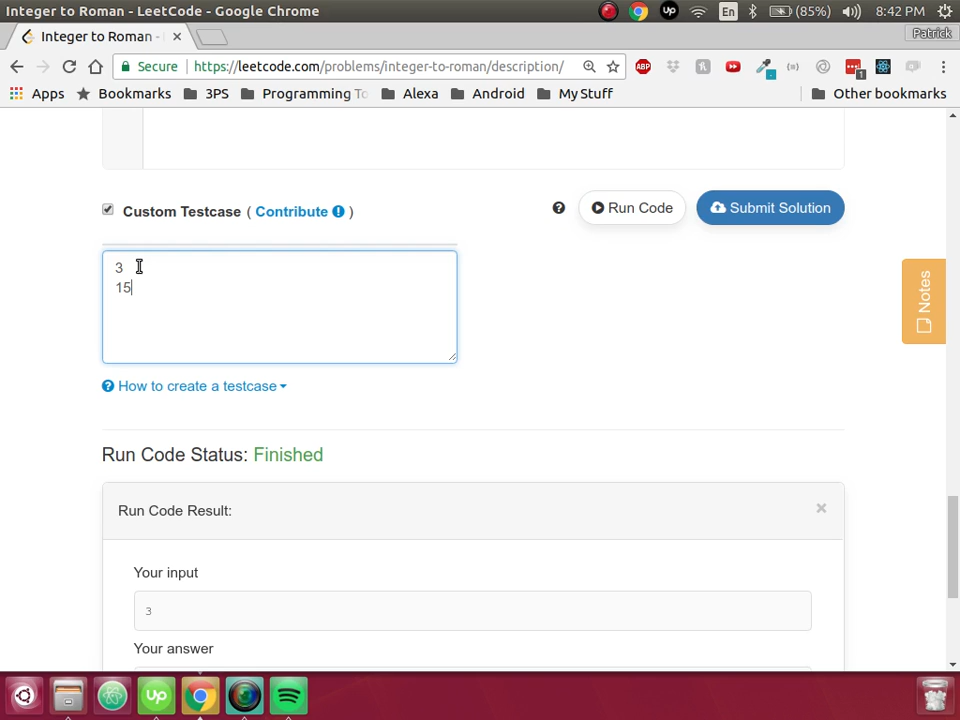 Integer to Roman - LeetCode - Google Chrome
En
(85%)
8:42 PM
Integer to Roman -
Patrick
Secure
https://leetcode.com/problems/integer-to-roman/description/
ABP
1
Apps
Bookmarks
3PS
Programming To
Alexa
Android
My Stuff
Other bookmarks
Custom Testcase ( Contribute )
Run Code
Submit Solution
3
15
Notes
How to create a testcase
Run Code Status: Finished
Run Code Result:
×
Your input
3
Your answer
up